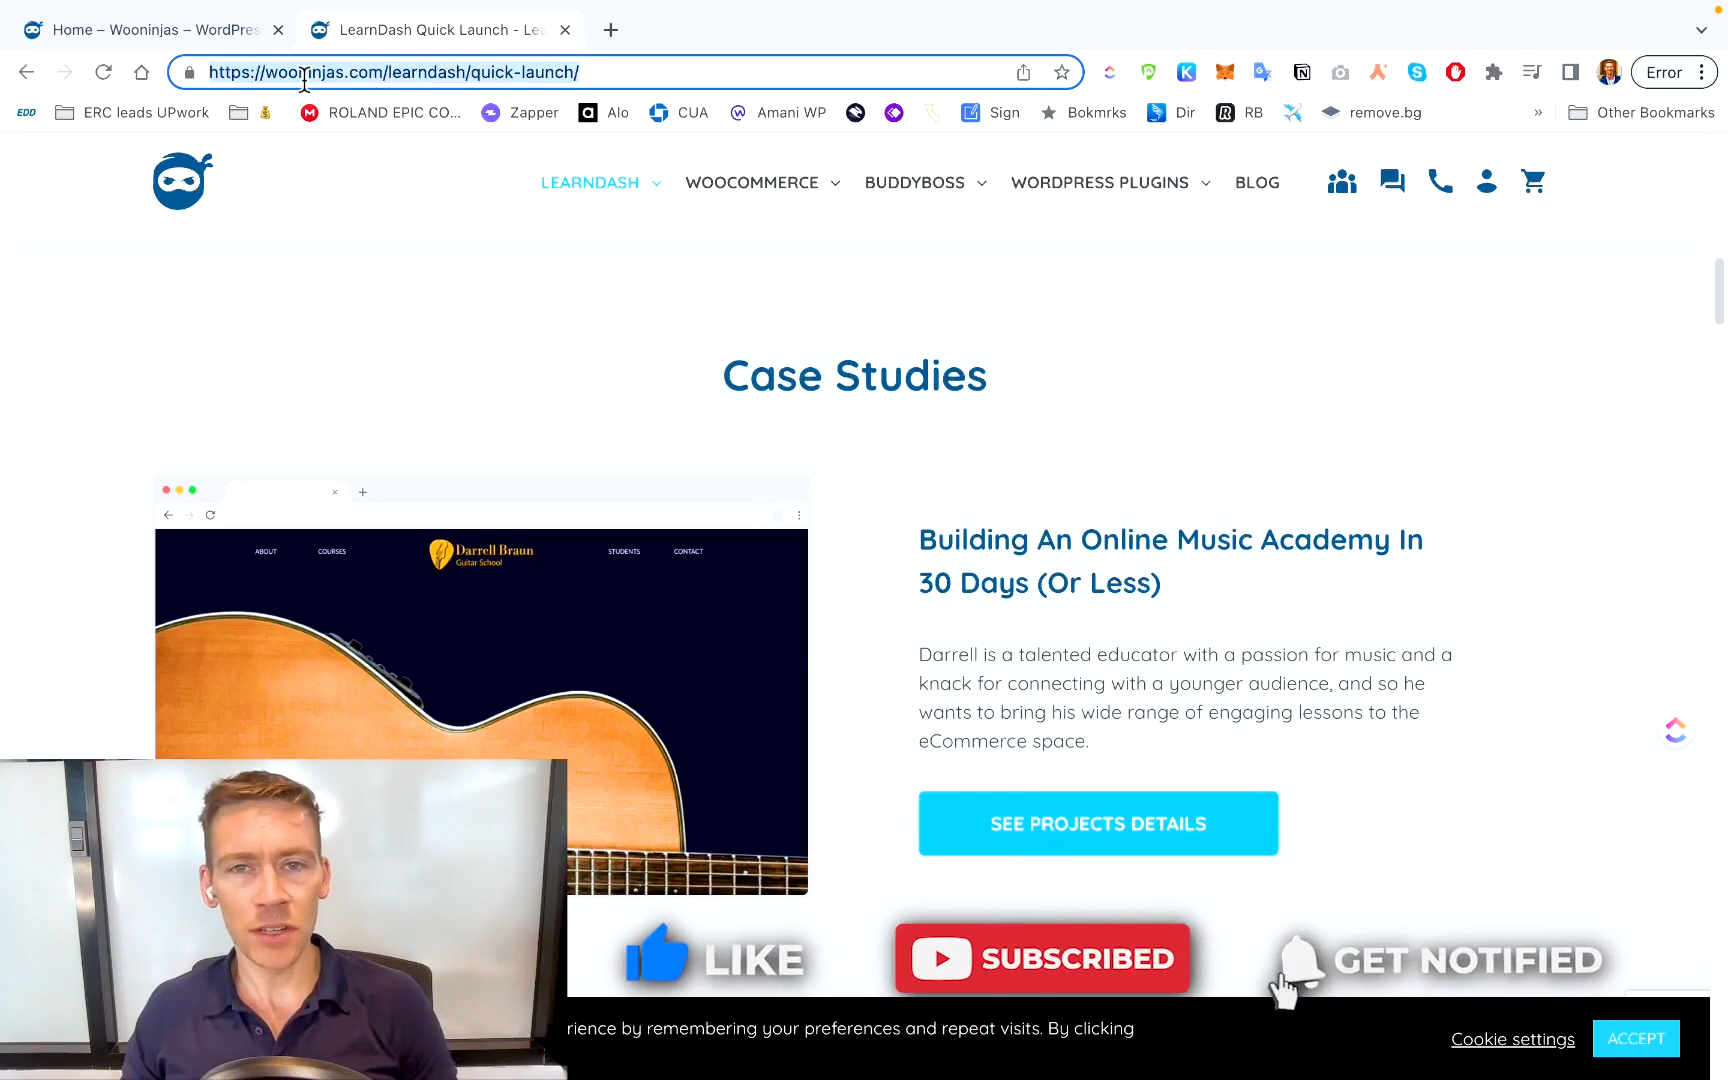 Home – Wooninjas – WordPres
LearnDash Quick Launch - Lea
https://wooninjas.com/learndash/quick-launch/
Error
EDD
ERC leads UPwork
ROLAND EPIC CO...
Zapper
Alo
CUA
Amani WP
Sign
Bokmrks
Dir
RB
remove.bg
»
Other Bookmarks
LEARNDASH
WOOCOMMERCE
BUDDYBOSS
WORDPRESS PLUGINS
BLOG
Case Studies
ABOUT
COURSES
Darrell Braun
Guitar School
STUDENTS
CONTACT
Building An Online Music Academy In
30 Days (Or Less)
Darrell is a talented educator with a passion for music and a
knack for connecting with a younger audience, and so he
wants to bring his wide range of engaging lessons to the
eCommerce space.
SEE PROJECTS DETAILS
LIKE
SUBSCRIBED
GET NOTIFIED
rience by remembering your preferences and repeat visits. By clicking
Cookie settings
ACCEPT